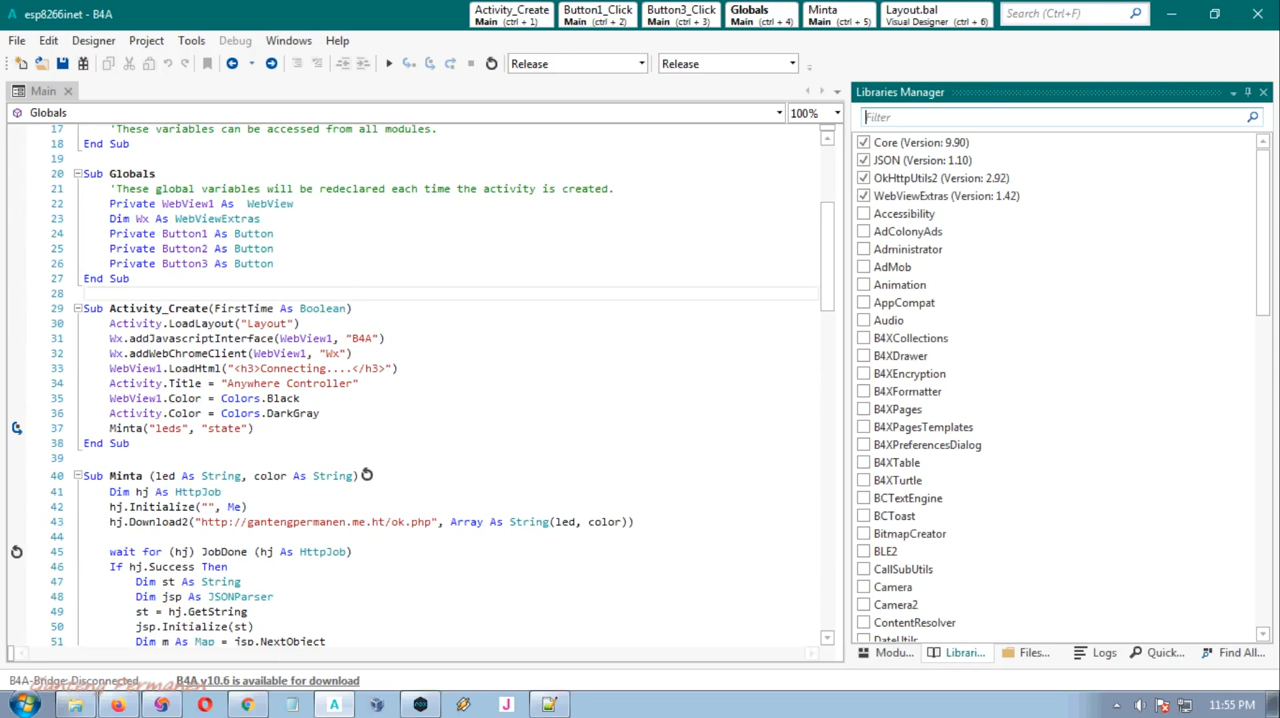 esp8266inet - B4A
Activity_Create
Main (ctrl + 1)
Button1_Click
Main (ctrl + 2)
Button3_Click
Main (ctrl + 3)
Globals
Main (ctrl + 4)
Minta
Main (ctrl + 5)
Layout.bal
Visual Designer (ctrl + 6)
Search (Ctrl+F)
File Edit Designer Project Tools Debug Windows Help
Release Release
Main
Globals 100%
17 'These variables can be accessed from all modules.
18 End Sub
19
20 Sub Globals
21 'These global variables will be redeclared each time the activity is created.
22 Private WebView1 As WebView
23 Dim Wx As WebViewExtras
24 Private Button1 As Button
25 Private Button2 As Button
26 Private Button3 As Button
27 End Sub
28
29 Sub Activity_Create(FirstTime As Boolean)
30 Activity.LoadLayout("Layout")
31 Wx.addJavascriptInterface(WebView1, "B4A")
32 Wx.addWebChromeClient(WebView1, "Wx")
33 WebView1.LoadHtml("<h3>Connecting....</h3>")
34 Activity.Title = "Anywhere Controller"
35 WebView1.Color = Colors.Black
36 Activity.Color = Colors.DarkGray
37 Minta("leds", "state")
38 End Sub
39
40 Sub Minta (led As String, color As String)
41 Dim hj As HttpJob
42 hj.Initialize("", Me)
43 hj.Download2("http://gantengpermanen.me.ht/ok.php", Array As String(led, color))
44
45 wait for (hj) JobDone (hj As HttpJob)
46 If hj.Success Then
47 Dim st As String
48 Dim jsp As JSONParser
49 st = hj.GetString
50 jsp.Initialize(st)
51 Dim m As Map = jsp.NextObject
Libraries Manager
Filter
Core (Version: 9.90)
JSON (Version: 1.10)
OkHttpUtils2 (Version: 2.92)
WebViewExtras (Version: 1.42)
Accessibility
AdColonyAds
Administrator
AdMob
Animation
AppCompat
Audio
B4XCollections
B4XDrawer
B4XEncryption
B4XFormatter
B4XPages
B4XPagesTemplates
B4XPreferencesDialog
B4XTable
B4XTurtle
BCTextEngine
BCToast
BitmapCreator
BLE2
CallSubUtils
Camera
Camera2
ContentResolver
DateUtils
Modu... Librari... Files... Logs Quick... Find All...
B4A-Bridge: Disconnected B4A v10.6 is available for download
Ganteng Permanen
11:55 PM